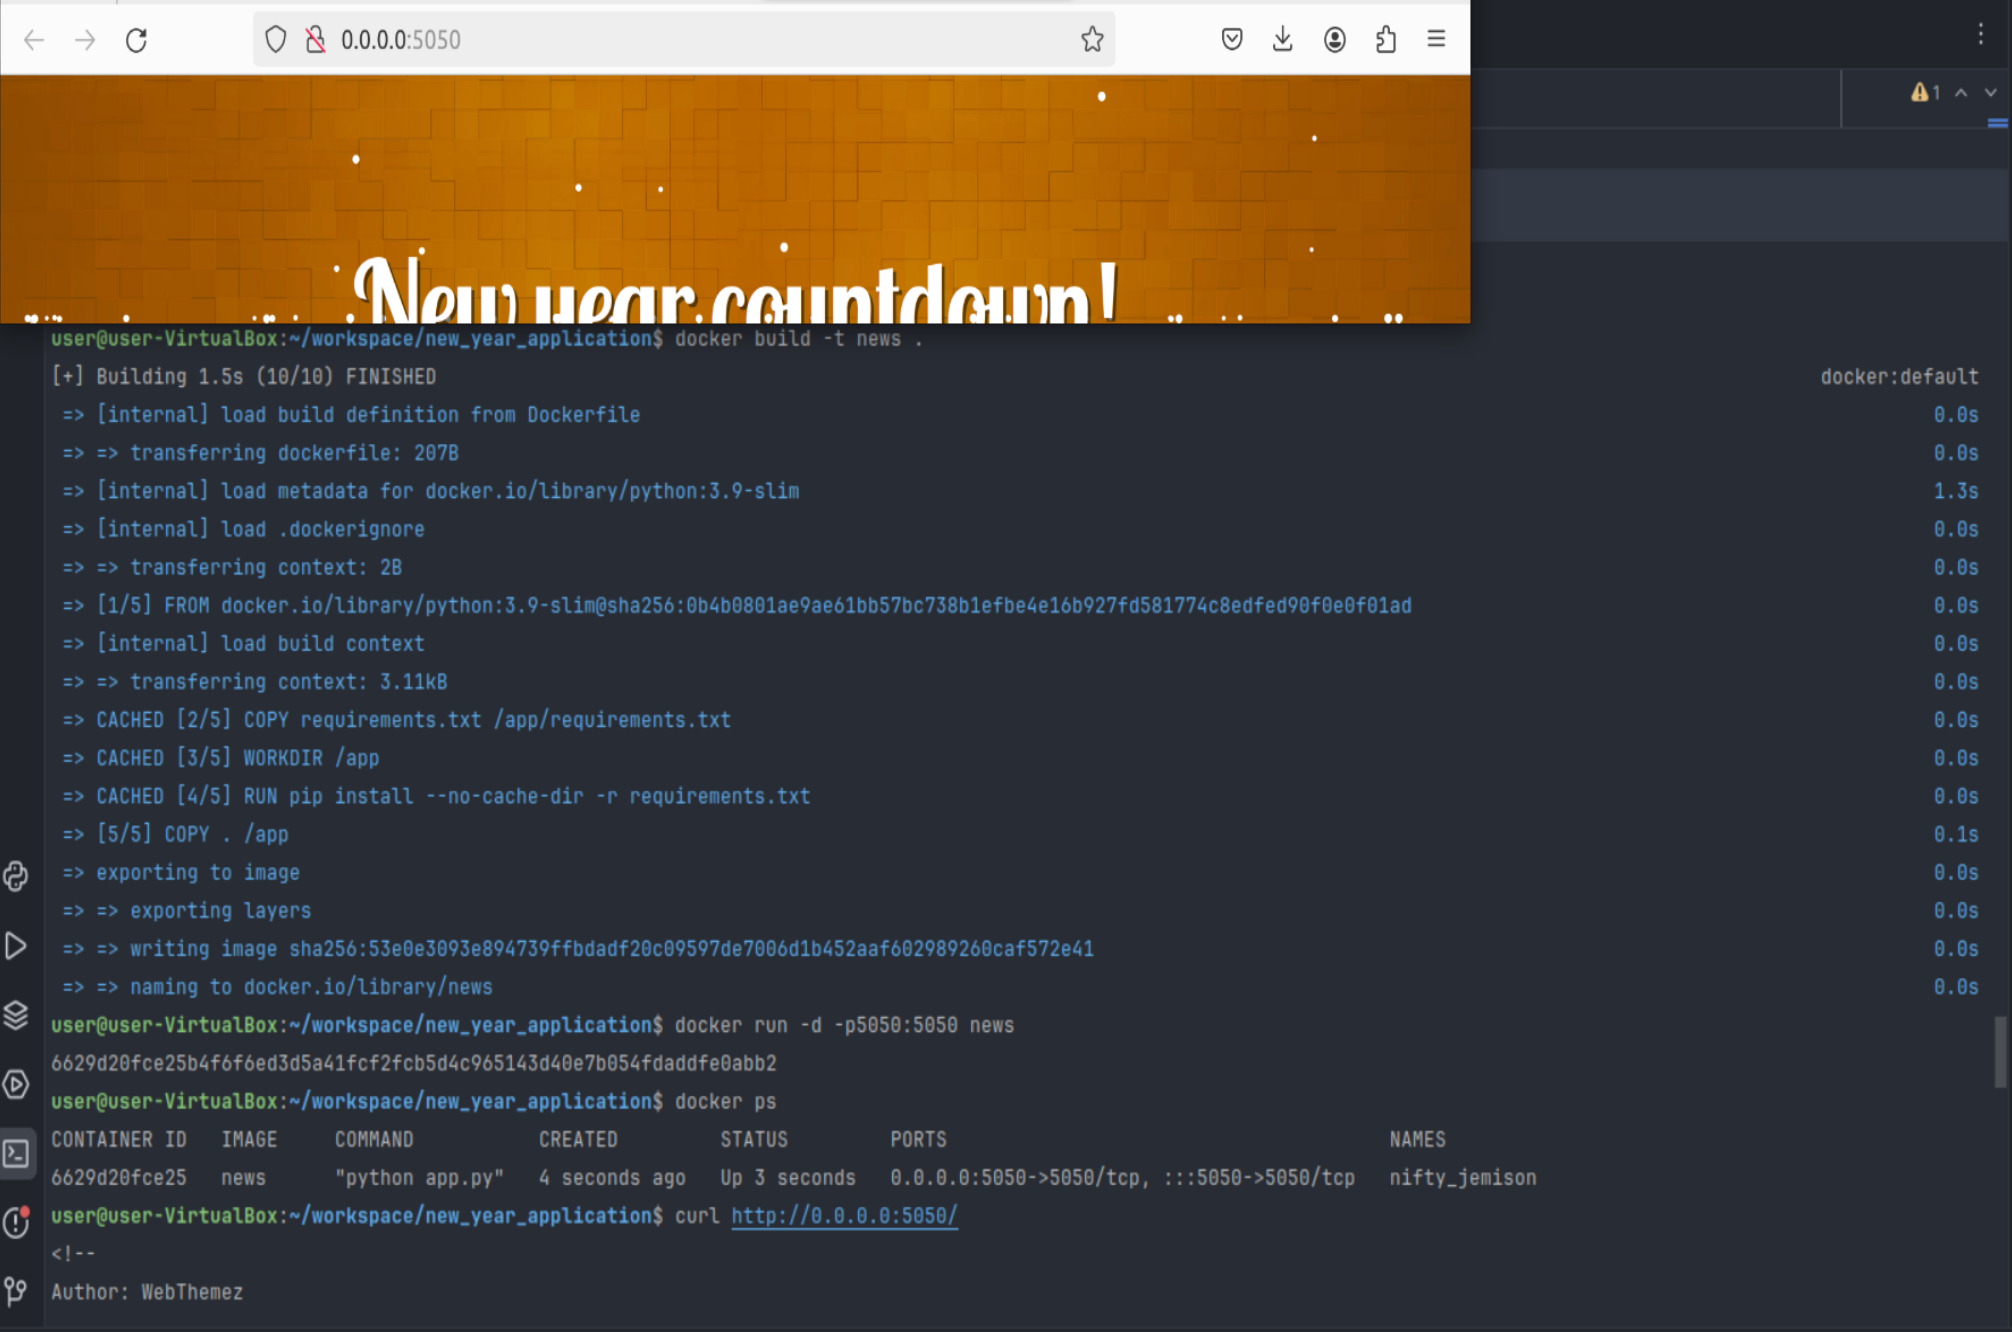 0.0.0.0:5050
1
New year countdown!
user@user-VirtualBox:~/workspace/new_year_application$ docker build -t news .
[+] Building 1.5s (10/10) FINISHED docker:default
=> [internal] load build definition from Dockerfile 0.0s
=> => transferring dockerfile: 207B 0.0s
=> [internal] load metadata for docker.io/library/python:3.9-slim 1.3s
=> [internal] load .dockerignore 0.0s
=> => transferring context: 2B 0.0s
=> [1/5] FROM docker.io/library/python:3.9-slim@sha256:0b4b0801ae9ae61bb57bc738b1efbe4e16b927fd581774c8edfed90f0e0f01ad 0.0s
=> [internal] load build context 0.0s
=> => transferring context: 3.11kB 0.0s
=> CACHED [2/5] COPY requirements.txt /app/requirements.txt 0.0s
=> CACHED [3/5] WORKDIR /app 0.0s
=> CACHED [4/5] RUN pip install --no-cache-dir -r requirements.txt 0.0s
=> [5/5] COPY . /app 0.1s
=> exporting to image 0.0s
=> => exporting layers 0.0s
=> => writing image sha256:53e0e3093e894739ffbdadf20c09597de7006d1b452aaf602989260caf572e41 0.0s
=> => naming to docker.io/library/news 0.0s
user@user-VirtualBox:~/workspace/new_year_application$ docker run -d -p5050:5050 news
6629d20fce25b4f6f6ed3d5a41fcf2fcb5d4c965143d40e7b054fdaddfe0abb2
user@user-VirtualBox:~/workspace/new_year_application$ docker ps
CONTAINER ID IMAGE COMMAND CREATED STATUS PORTS NAMES
6629d20fce25 news "python app.py" 4 seconds ago Up 3 seconds 0.0.0.0:5050->5050/tcp, :::5050->5050/tcp nifty_jemison
user@user-VirtualBox:~/workspace/new_year_application$ curl http://0.0.0.0:5050/
<!--
Author: WebThemez